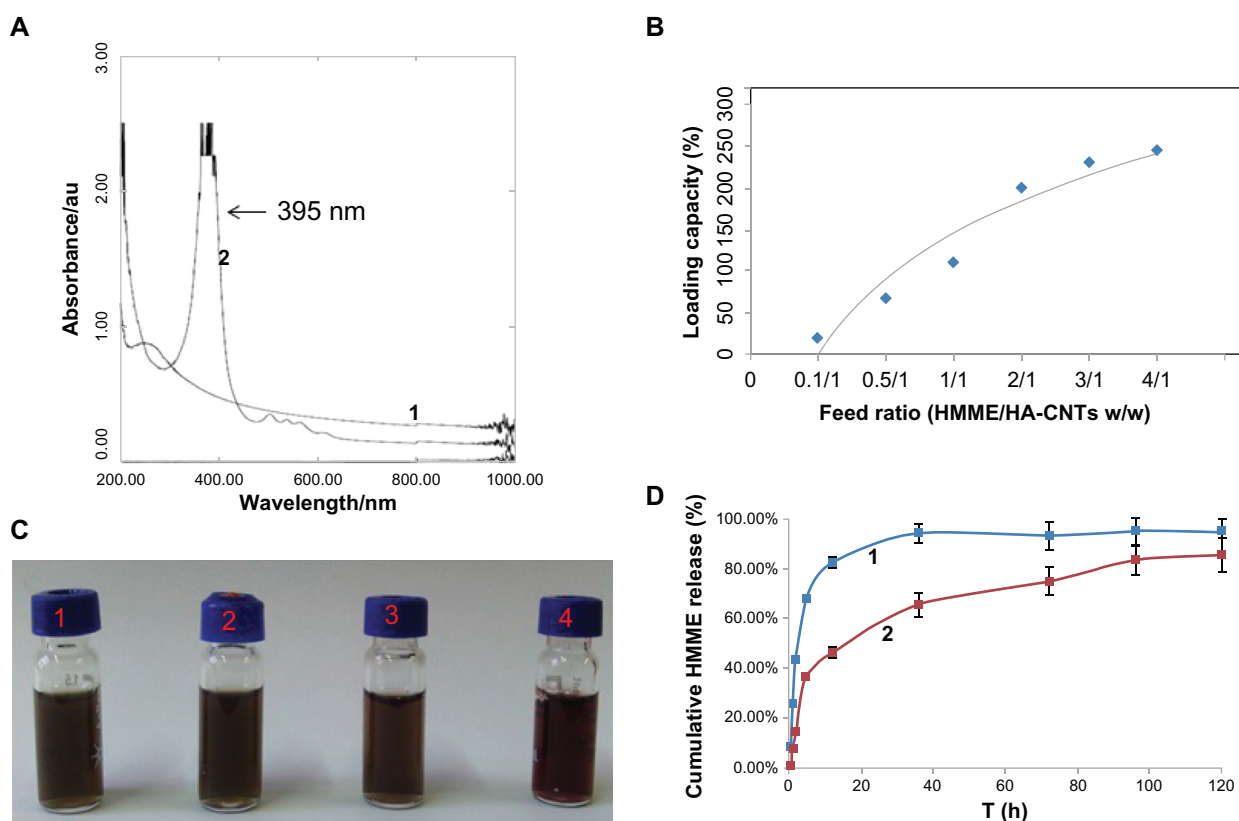 A
3.00
2.00
1.00
0.00
Absorbance/au
395 nm
2
1
200.00 400.00 600.00 800.00 1000.00
Wavelength/nm
B
300
250
200
150
100
50
0
Loading capacity (%)
0 0.1/1 0.5/1 1/1 2/1 3/1 4/1
Feed ratio (HMME/HA-CNTs w/w)
C
1 2 3 4
1.5
D
100.00%
80.00%
60.00%
40.00%
20.00%
0.00%
Cumulative HMME release (%)
1
2
0 20 40 60 80 100 120
T (h)